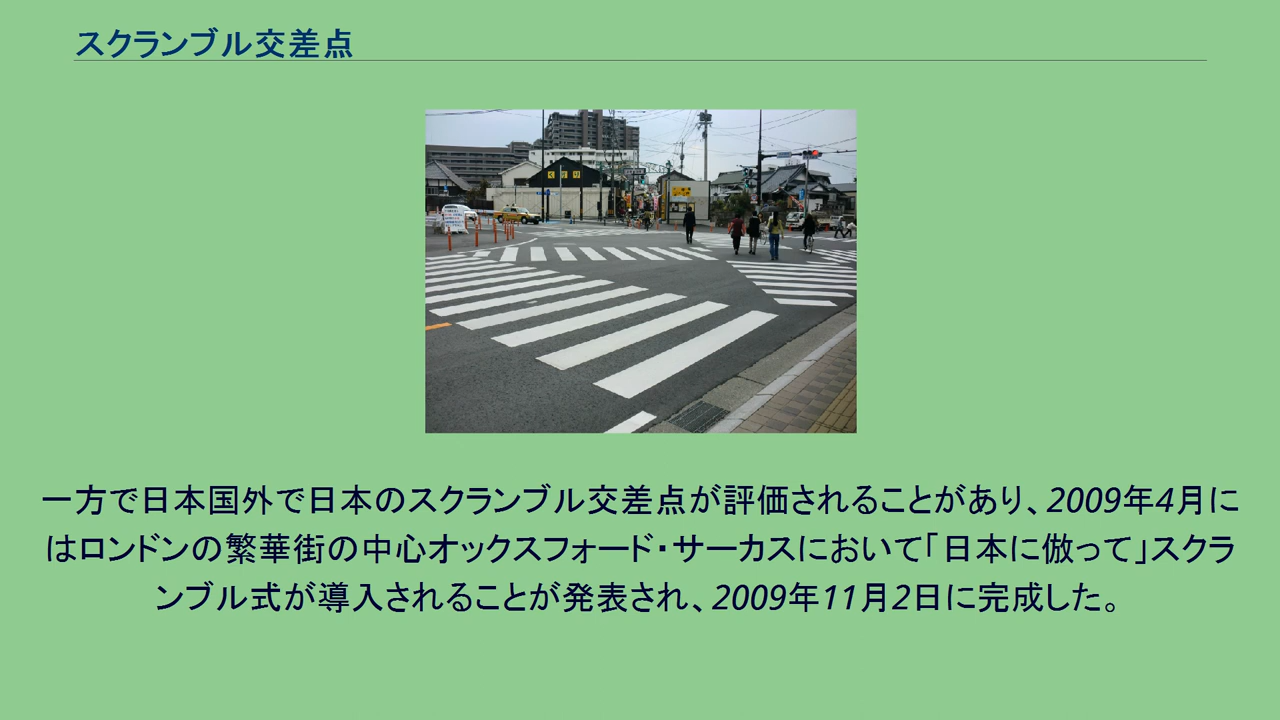 スクランブル交差点
くすり
一方で日本国外で日本のスクランブル交差点が評価されることがあり、2009年4月に
はロンドンの繁華街の中心オックスフォード・サーカスにおいて「日本に倣って」スクラ
ンブル式が導入されることが発表され、2009年11月2日に完成した。